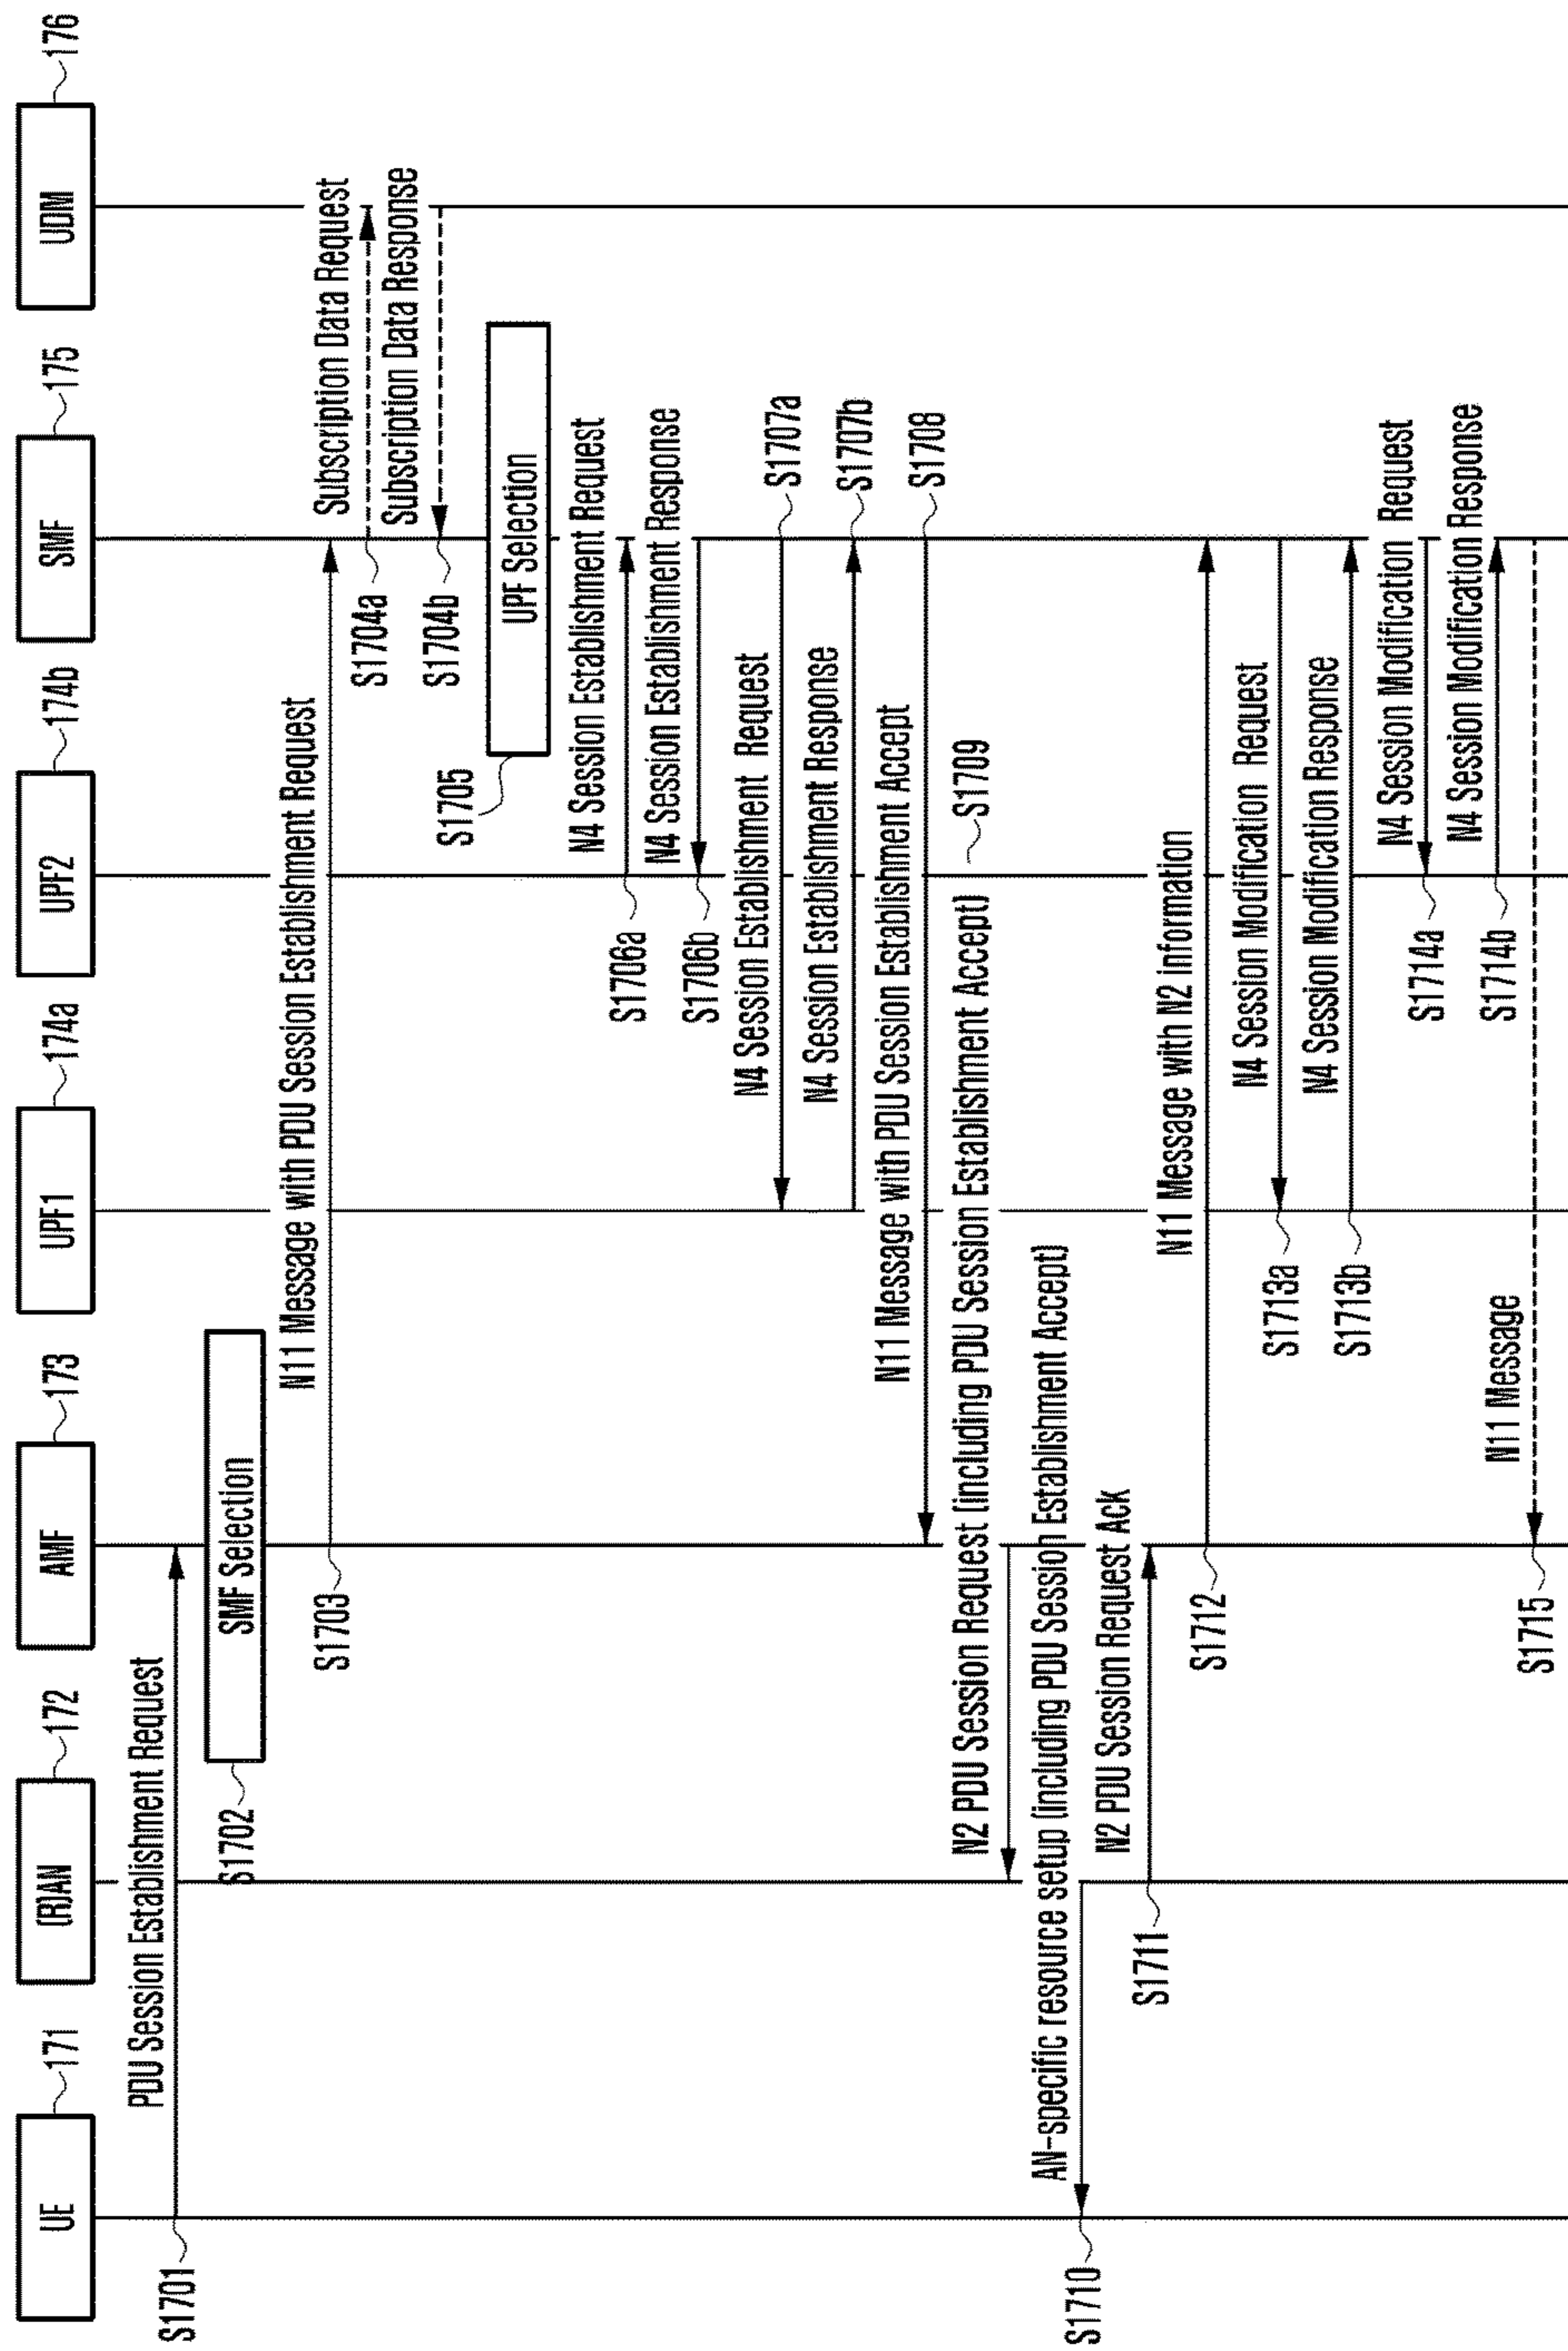 UE
171
(R)AN
172
AMF
173
UPF1
174a
UPF2
174b
SMF
175
UDM
176
PDU Session Establishment Request
S1701
SMF Selection
S1702
N11 Message with PDU Session Establishment Request
S1703
Subscription Data Request
S1704a
Subscription Data Response
S1704b
UPF Selection
S1705
N4 Session Establishment Request
S1706a
N4 Session Establishment Response
S1706b
N4 Session Establishment Request
S1707a
N4 Session Establishment Response
S1707b
N11 Message with PDU Session Establishment Accept
S1708
N2 PDU Session Request (including PDU Session Establishment Accept)
S1709
AN-specific resource setup (including PDU Session Establishment Accept)
S1710
N2 PDU Session Request Ack
S1711
N11 Message with N2 information
S1712
N4 Session Modification Request
S1713a
N4 Session Modification Response
S1713b
N4 Session Modification Request
S1714a
N4 Session Modification Response
S1714b
N11 Message
S1715